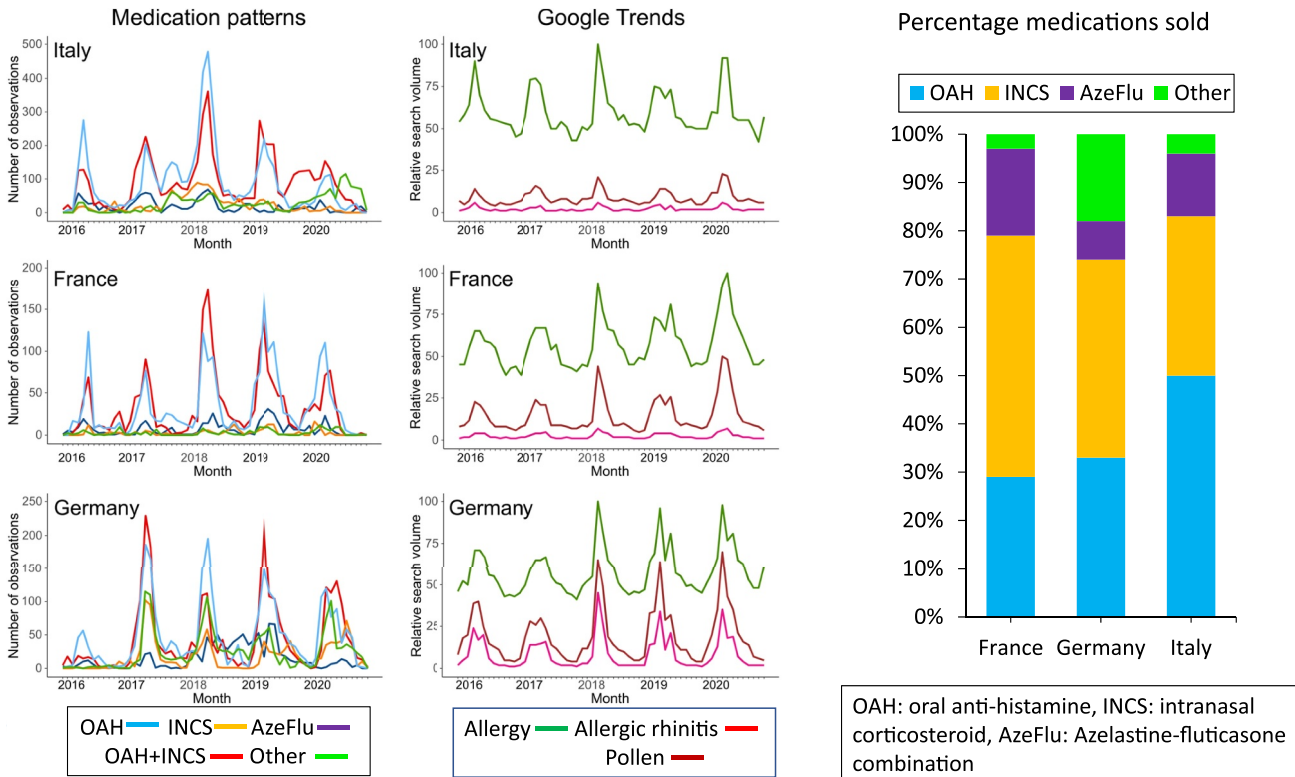 Medication patterns
Italy
Number of observations
500
400
300
200
100
0
2016 2017 2018 2019 2020
Month
France
Number of observations
200
150
100
50
0
2016 2017 2018 2019 2020
Month
Germany
Number of observations
250
200
150
100
50
0
2016 2017 2018 2019 2020
Month
OAH INCS AzeFlu
OAH+INCS Other
Google Trends
Italy
Relative search volume
100
75
50
25
0
2016 2017 2018 2019 2020
Month
France
Relative search volume
100
75
50
25
0
2016 2017 2018 2019 2020
Month
Germany
Relative search volume
100
75
50
25
0
2016 2017 2018 2019 2020
Month
Allergy Allergic rhinitis
Pollen
Percentage medications sold
OAH INCS AzeFlu Other
100%
90%
80%
70%
60%
50%
40%
30%
20%
10%
0%
France Germany Italy
OAH: oral anti-histamine, INCS: intranasal
corticosteroid, AzeFlu: Azelastine-fluticasone
combination